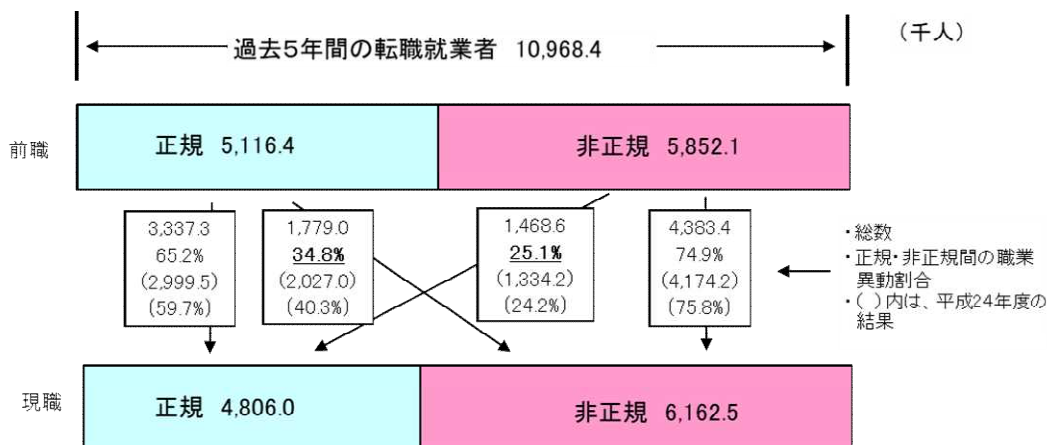 過去5年間の転職就業者 10,968.4
(千人)
前職
正規 5,116.4
非正規 5,852.1
3,337.3
65.2%
(2,999.5)
(59.7%)
1,779.0
34.8%
(2,027.0)
(40.3%)
1,468.6
25.1%
(1,334.2)
(24.2%)
4,383.4
74.9%
(4,174.2)
(75.8%)
・総数
・正規・非正規間の職業
異動割合
・( )内は、平成24年度の
結果
現職
正規 4,806.0
非正規 6,162.5